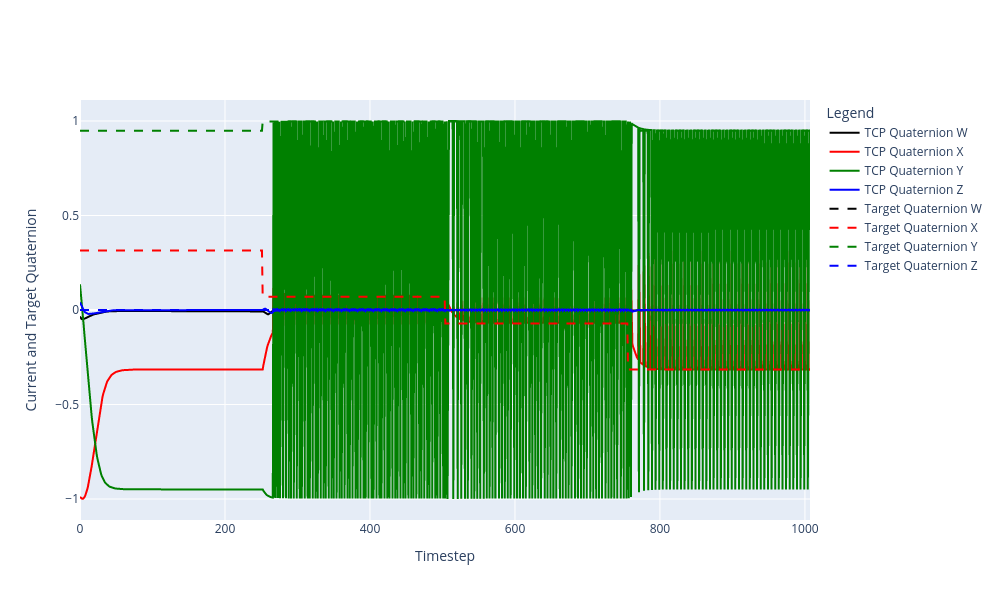 Legend
TCP Quaternion W
TCP Quaternion X
TCP Quaternion Y
TCP Quaternion Z
Target Quaternion W
Target Quaternion X
Target Quaternion Y
Target Quaternion Z
Current and Target Quaternion
1
0.5
0
−0.5
−1
0 200 400 600 800 1000
Timestep